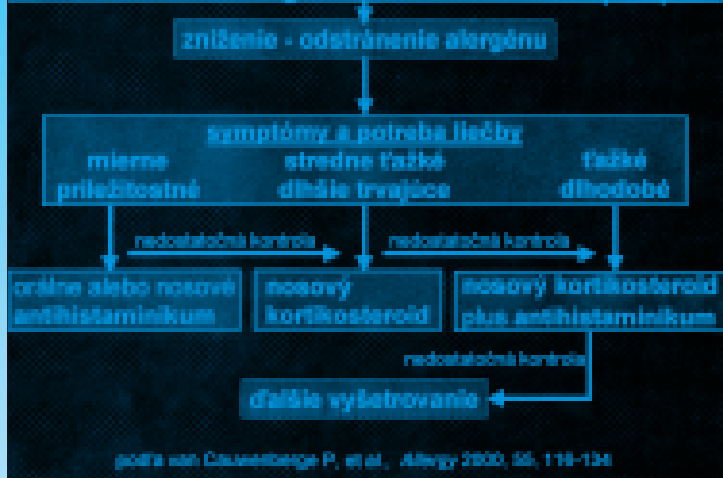 zníženie - odstránenie alergénu
symptómy a potreba liečby
mierne stredne ťažké ťažké
príležitostné dlhšie trvajúce dlhodobé
nedostatočná kontrola nedostatočná kontrola
orálne alebo nosové nosový nosový kortikosteroid
antihistaminikum kortikosteroid plus antihistaminikum
nedostatočná kontrola
ďalšie vyšetrovanie
podľa van Cauwenberge P, et al., Allergy 2000, 55, 116-134